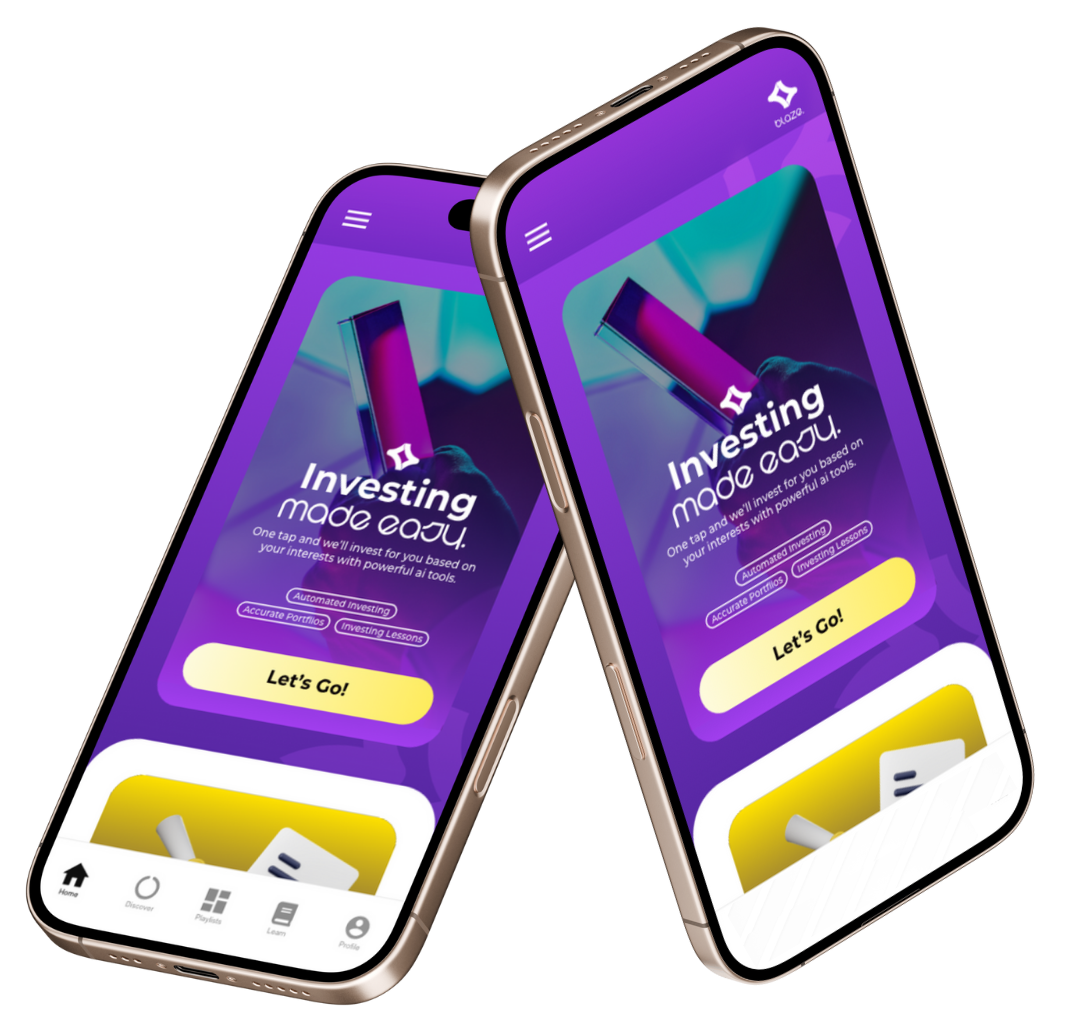 Investing
made easy.
One tap and we'll invest for you based on
your interests with powerful ai tools.
Automated Investing
Accurate Portflios
Investing Lessons
Let's Go!
Home
Discover
Playlists
Learn
Profile
blaze.
Investing
made easy.
One tap and we'll invest for you based on
your interests with powerful ai tools.
Automated Investing
Accurate Portflios
Investing Lessons
Let's Go!